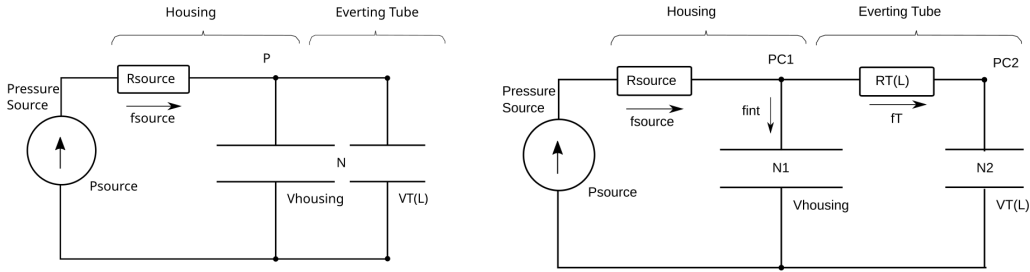 Housing
Everting Tube
P
Rsource
Pressure
Source
fsource
N
Psource
Vhousing
VT(L)
Housing
Everting Tube
PC1
PC2
Rsource
RT(L)
Pressure
Source
fsource
fint
fT
N1
N2
Psource
Vhousing
VT(L)